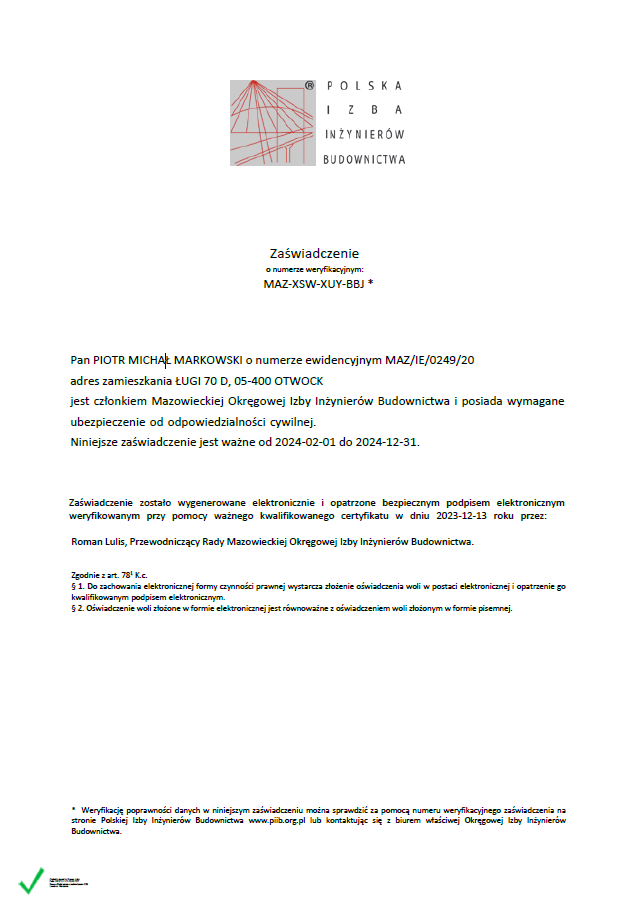 ®
POLSKA
IZBA
INŻYNIERÓW
BUDOWNICTWA
Zaświadczenie
o numerze weryfikacyjnym:
MAZ-XSW-XUY-BBJ *
Pan PIOTR MICHAŁ MARKOWSKI o numerze ewidencyjnym MAZ/IE/0249/20
adres zamieszkania ŁUGI 70 D, 05-400 OTWOCK
jest członkiem Mazowieckiej Okręgowej Izby Inżynierów Budownictwa i posiada wymagane
ubezpieczenie od odpowiedzialności cywilnej.
Niniejsze zaświadczenie jest ważne od 2024-02-01 do 2024-12-31.
Zaświadczenie zostało wygenerowane elektronicznie i opatrzone bezpiecznym podpisem elektronicznym
weryfikowanym przy pomocy ważnego kwalifikowanego certyfikatu w dniu 2023-12-13 roku przez:
Roman Lulis, Przewodniczący Rady Mazowieckiej Okręgowej Izby Inżynierów Budownictwa.
Zgodnie z art. 78¹ K.c.
§ 1. Do zachowania elektronicznej formy czynności prawnej wystarcza złożenie oświadczenia woli w postaci elektronicznej i opatrzenie go
kwalifikowanym podpisem elektronicznym.
§ 2. Oświadczenie woli złożone w formie elektronicznej jest równoważne z oświadczeniem woli złożonym w formie pisemnej.
* Weryfikację poprawności danych w niniejszym zaświadczeniu można sprawdzić za pomocą numeru weryfikacyjnego zaświadczenia na
stronie Polskiej Izby Inżynierów Budownictwa www.piib.org.pl lub kontaktując się z biurem właściwej Okręgowej Izby Inżynierów
Budownictwa.